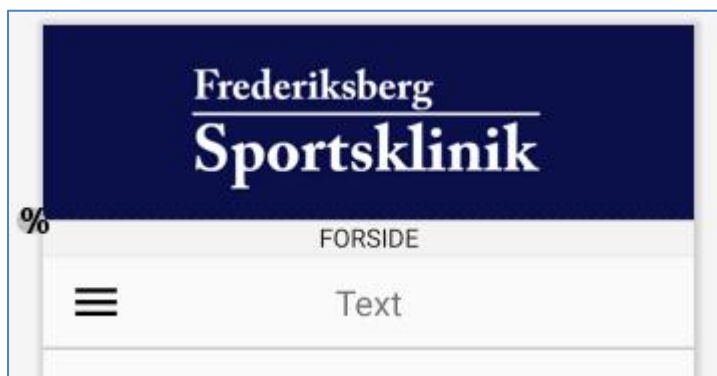 Frederiksberg
Sportsklinik
%
FORSIDE
Text